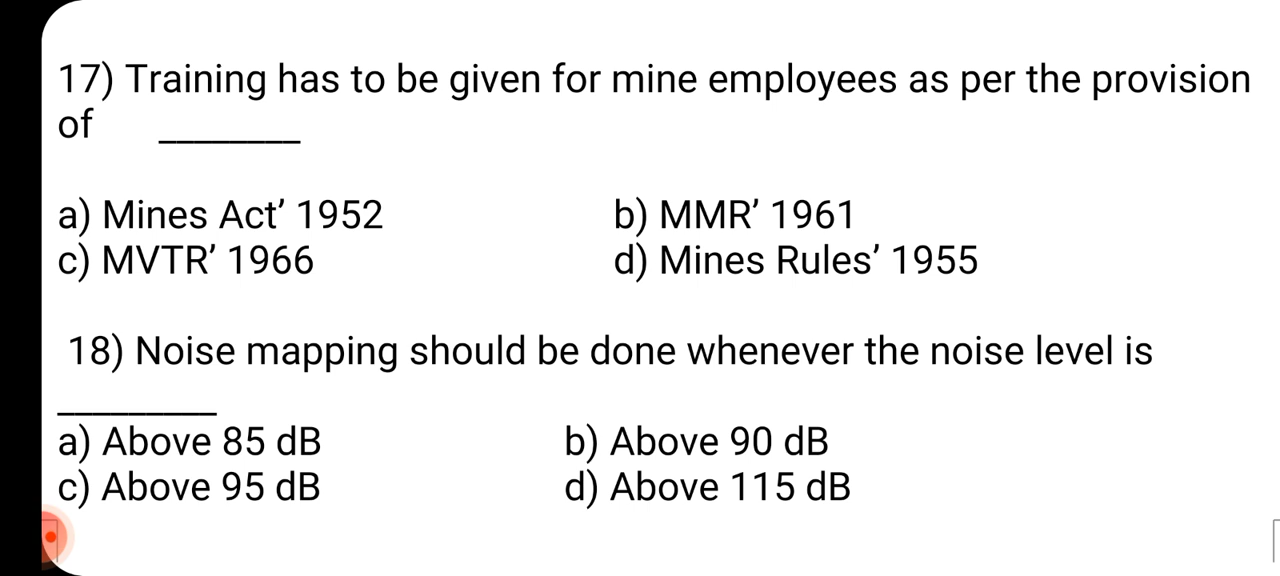 17) Training has to be given for mine employees as per the provision
of ________
a) Mines Act’ 1952 b) MMR’ 1961
c) MVTR’ 1966 d) Mines Rules’ 1955
18) Noise mapping should be done whenever the noise level is
_________
a) Above 85 dB b) Above 90 dB
c) Above 95 dB d) Above 115 dB